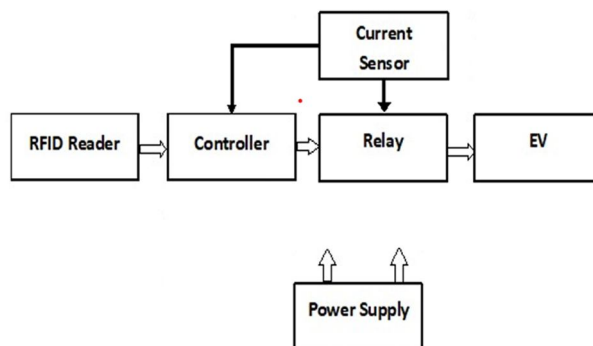 Current
Sensor
RFID Reader
Controller
Relay
EV
Power Supply